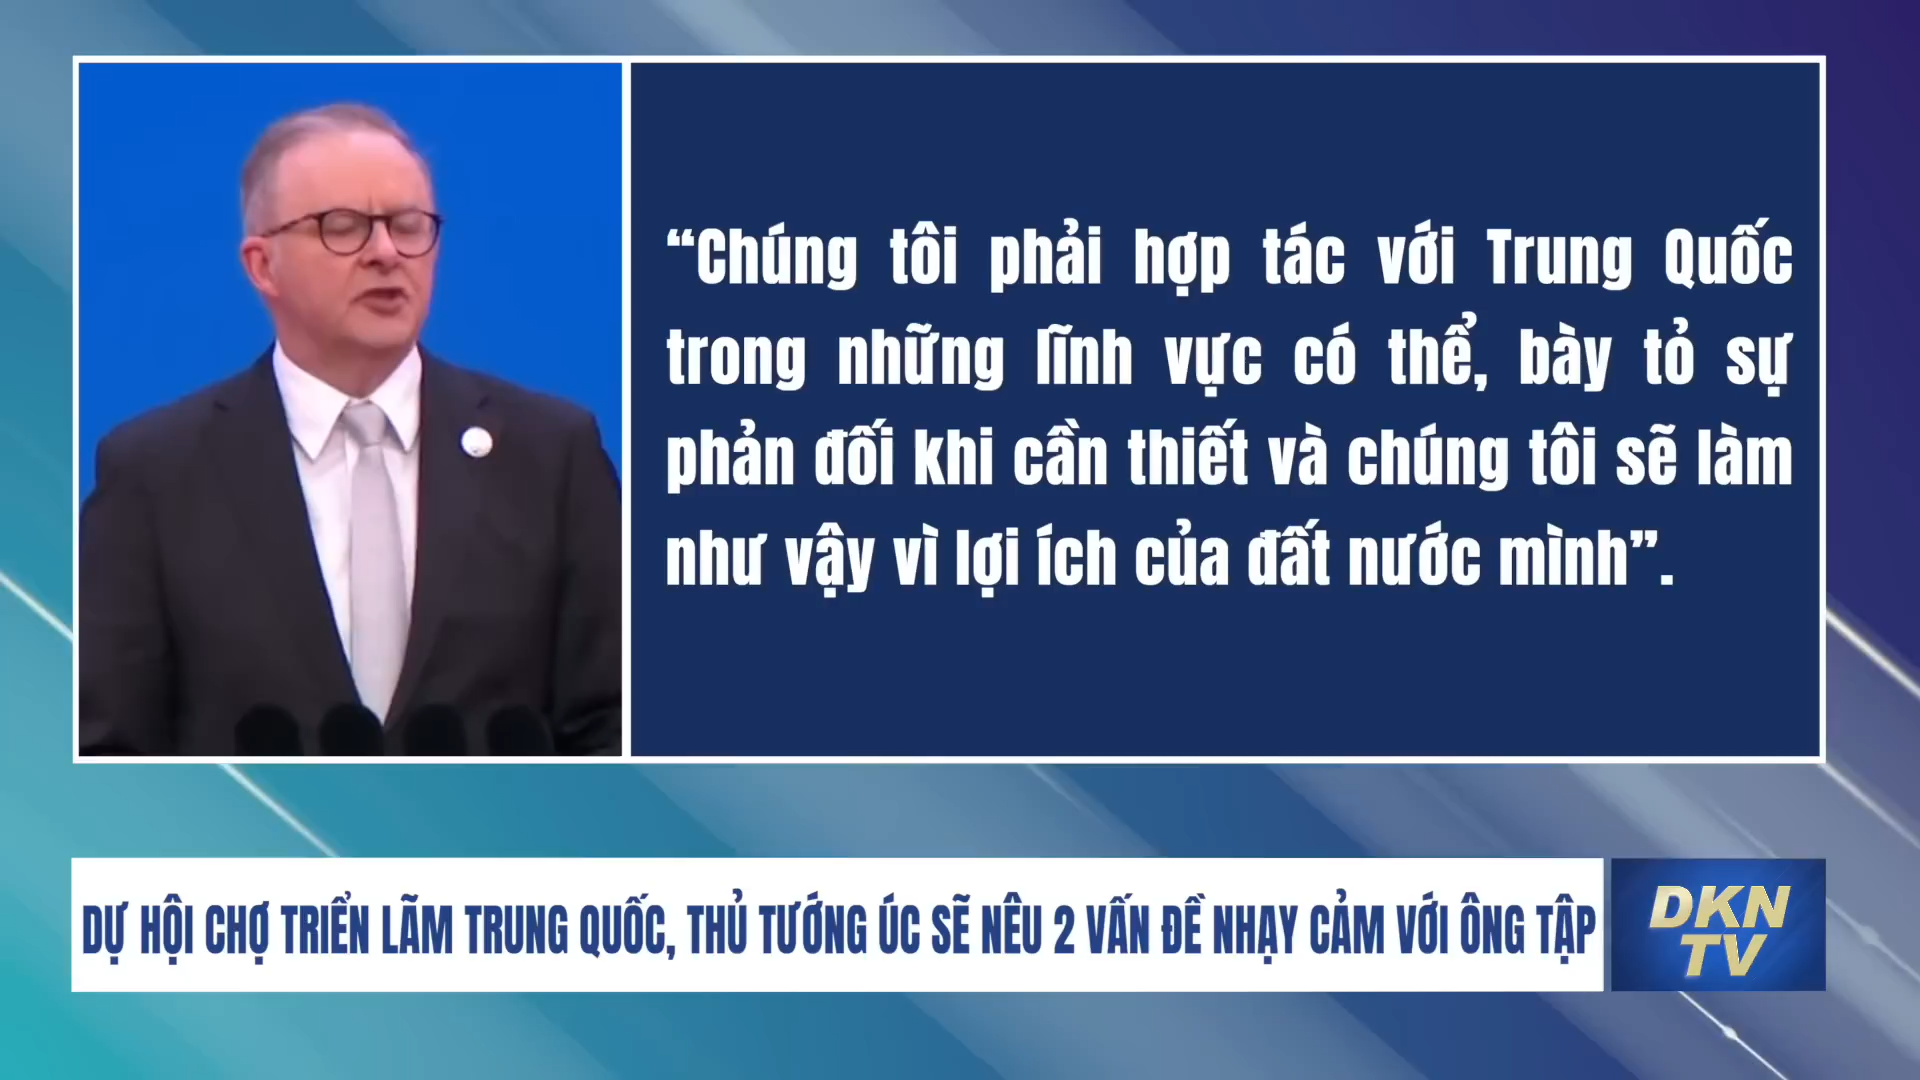 “Chúng tôi phải hợp tác với Trung Quốc
trong những lĩnh vực có thể, bày tỏ sự
phản đối khi cần thiết và chúng tôi sẽ làm
như vậy vì lợi ích của đất nước mình”.
DỰ HỘI CHỢ TRIỂN LÃM TRUNG QUỐC, THỦ TƯỚNG ÚC SẼ NÊU 2 VẤN ĐỀ NHẠY CẢM VỚI ÔNG TẬP
DKN
TV